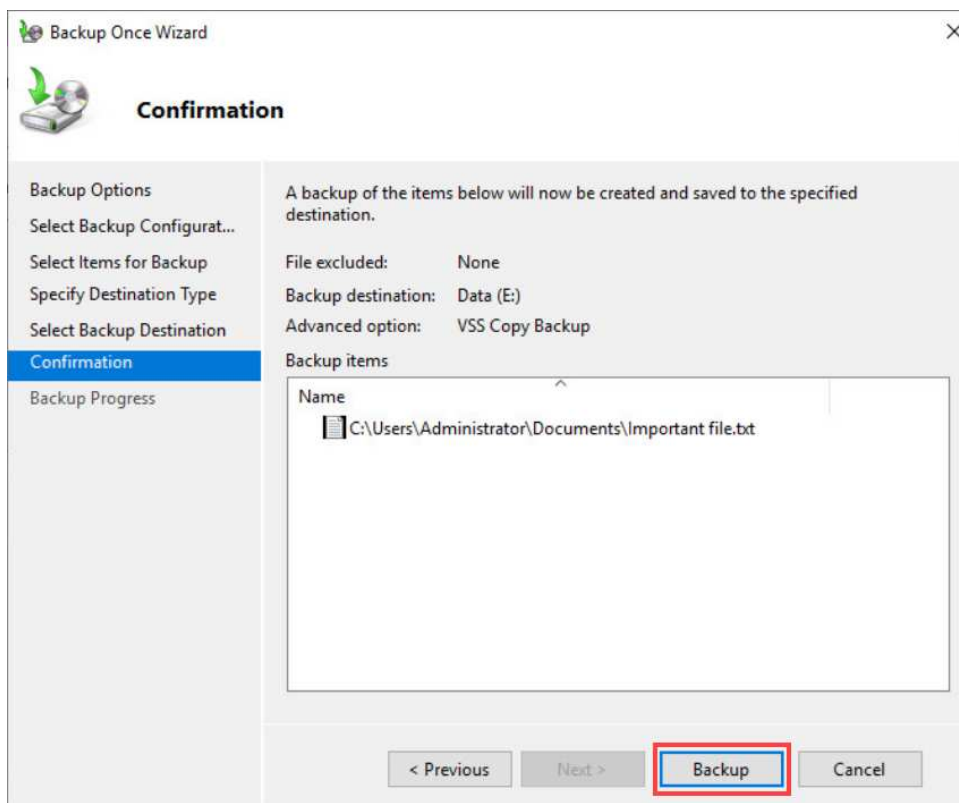 Backup Once Wizard
Confirmation
Backup Options
Select Backup Configurat...
Select Items for Backup
Specify Destination Type
Select Backup Destination
Confirmation
Backup Progress
A backup of the items below will now be created and saved to the specified
destination.
File excluded: None
Backup destination: Data (E:)
Advanced option: VSS Copy Backup
Backup items
Name
C:\Users\Administrator\Documents\Important file.txt
< Previous Next > Backup Cancel